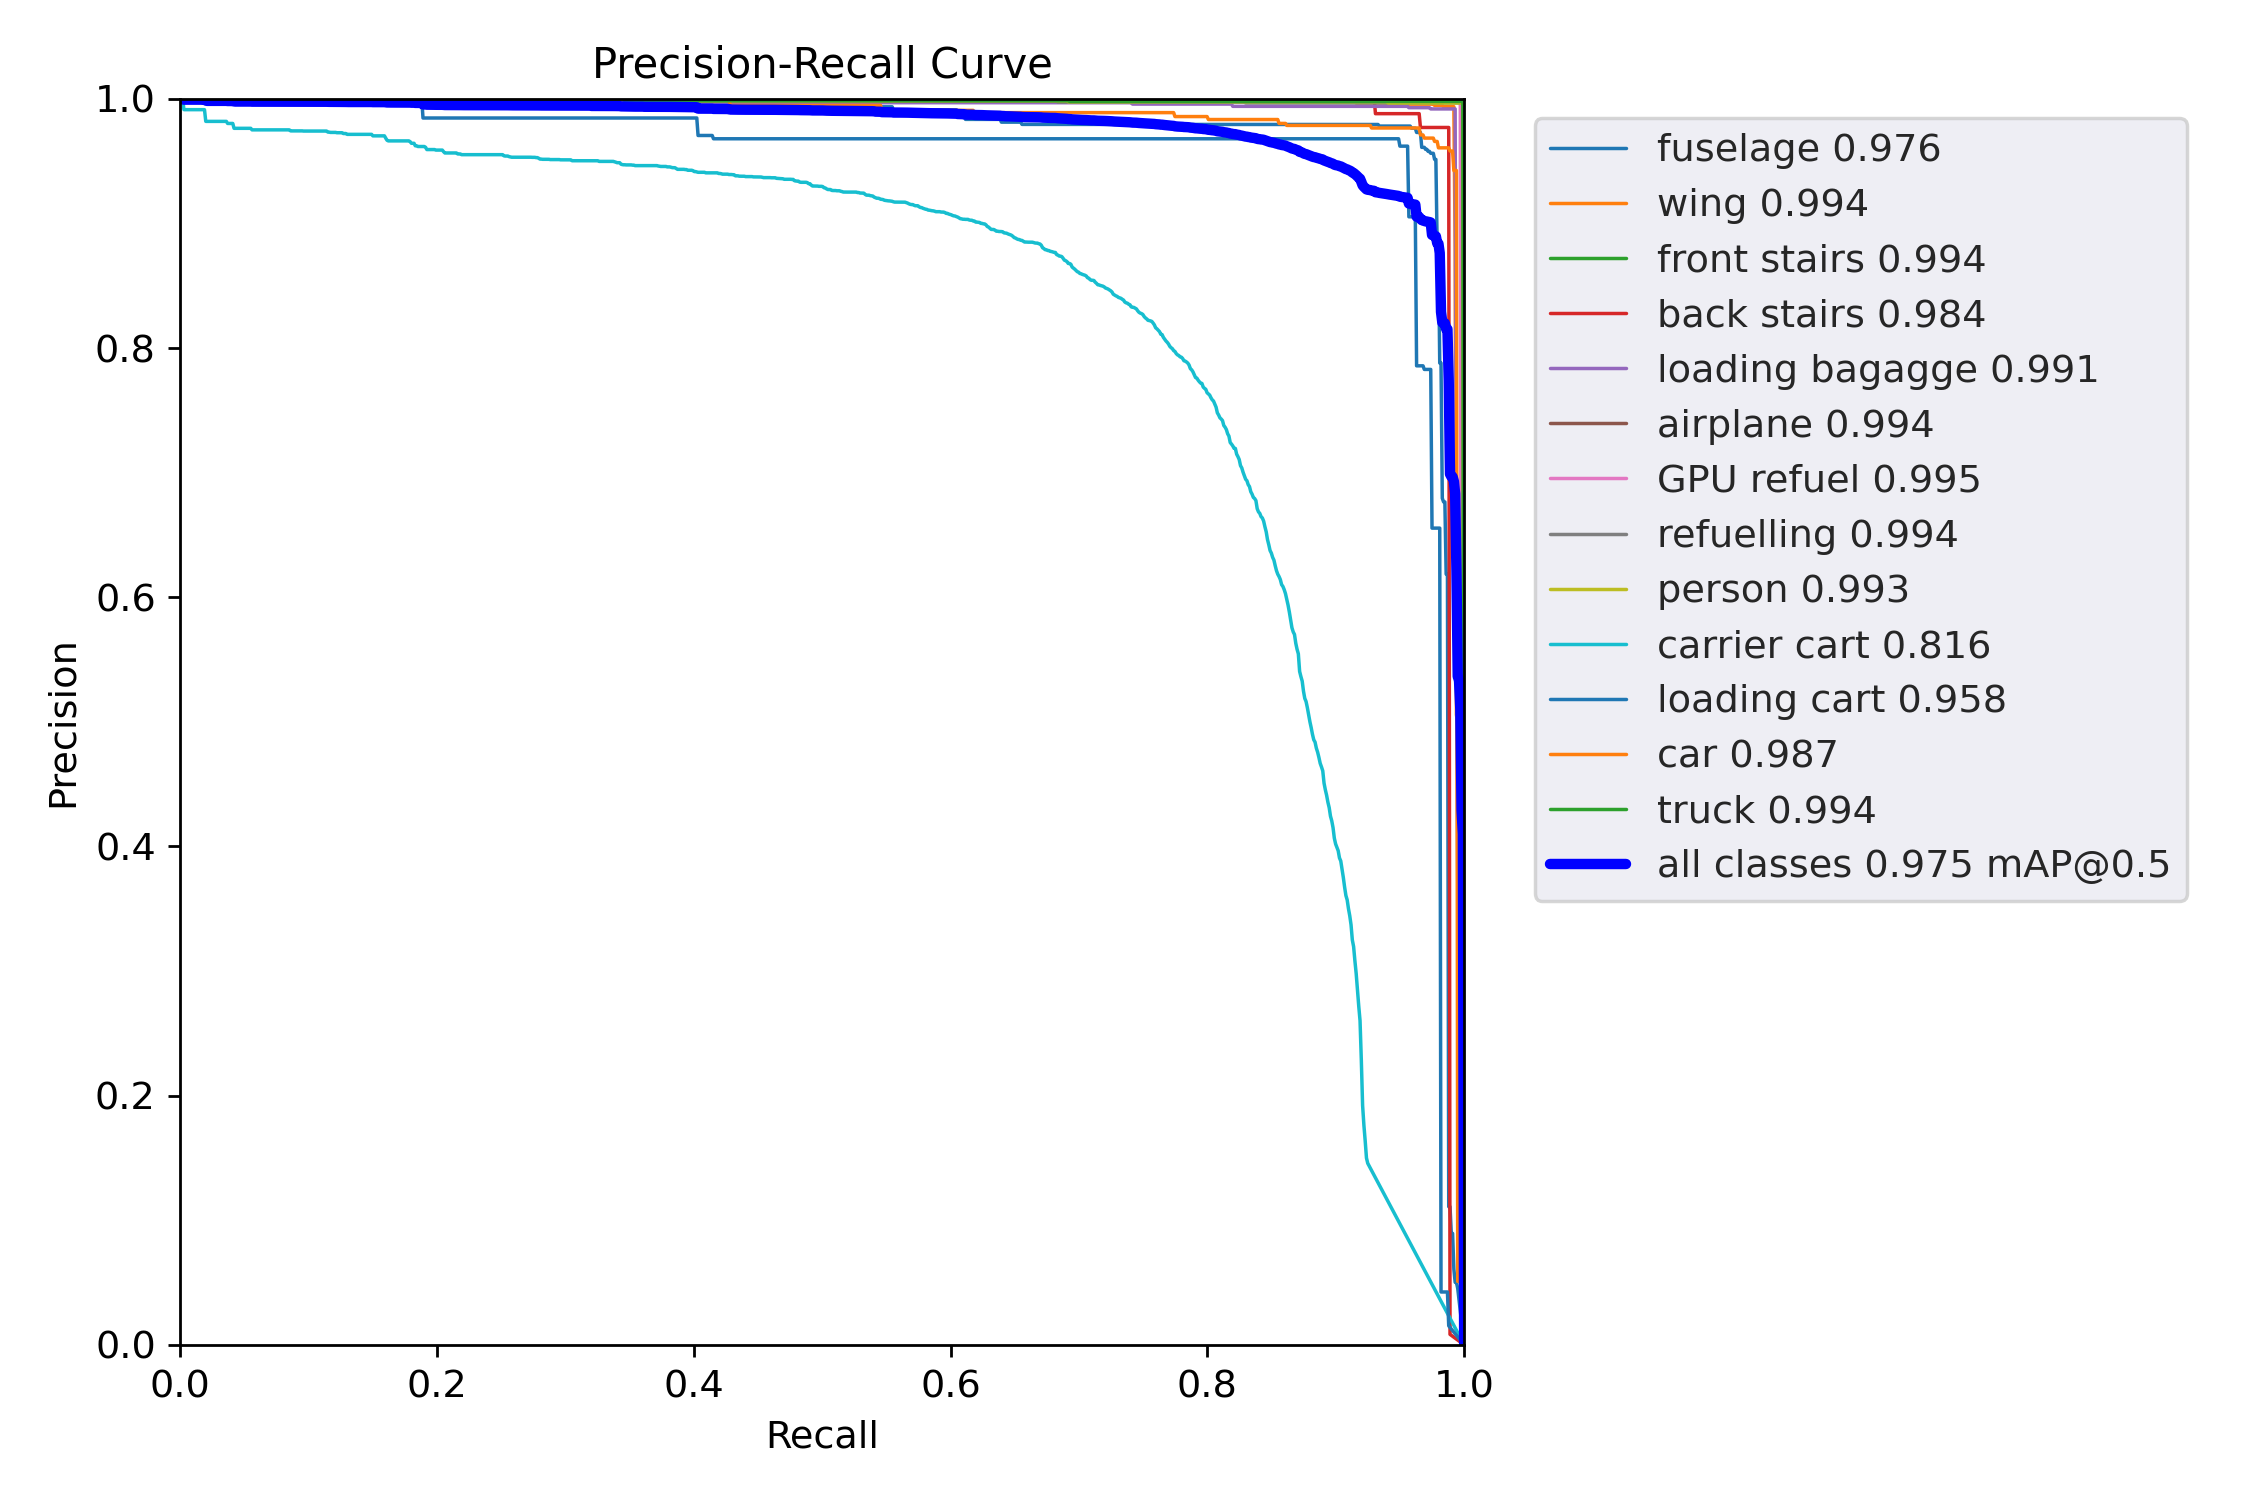 Precision-Recall Curve
1.0
0.8
0.6
0.4
0.2
0.0
Precision
0.0 0.2 0.4 0.6 0.8 1.0
Recall
fuselage 0.976
wing 0.994
front stairs 0.994
back stairs 0.984
loading bagagge 0.991
airplane 0.994
GPU refuel 0.995
refuelling 0.994
person 0.993
carrier cart 0.816
loading cart 0.958
car 0.987
truck 0.994
all classes 0.975 mAP@0.5